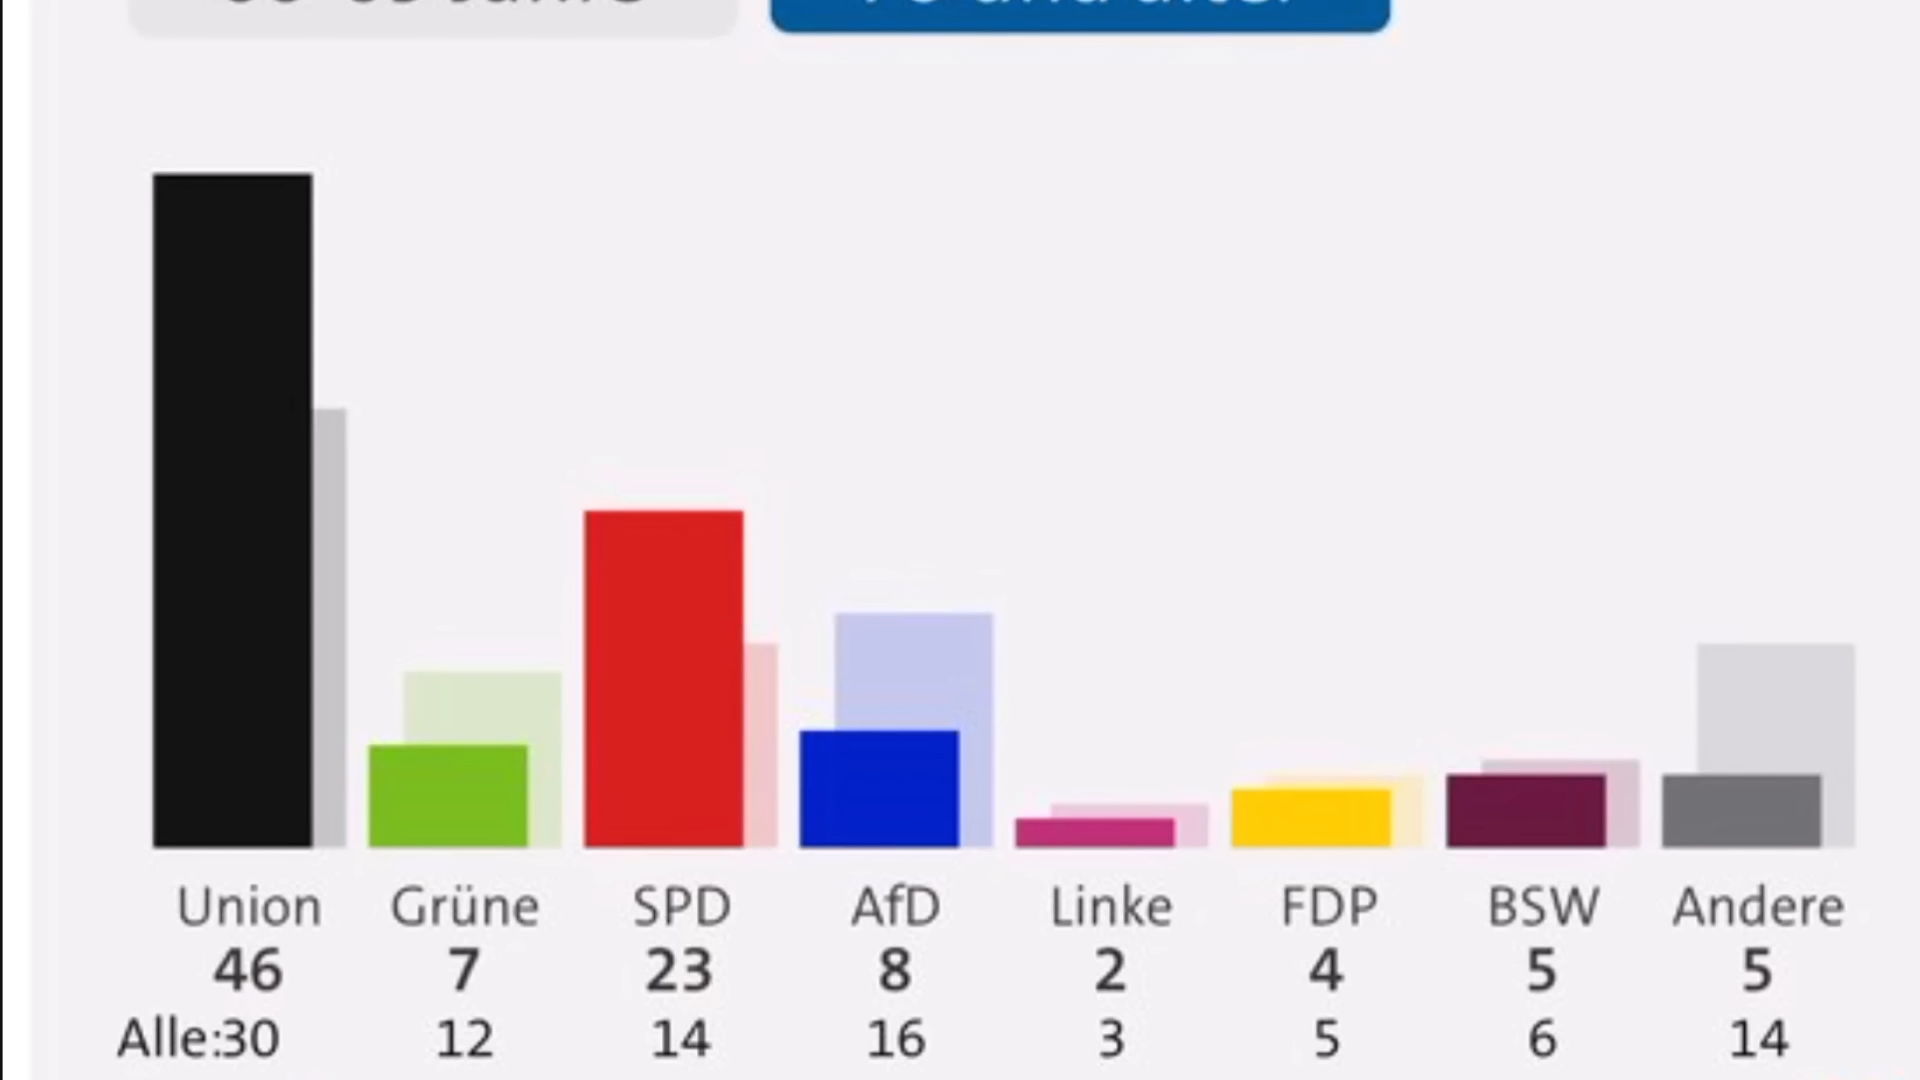 Union Grüne SPD AfD Linke FDP BSW Andere
46 7 23 8 2 4 5 5
Alle:30 12 14 16 3 5 6 14